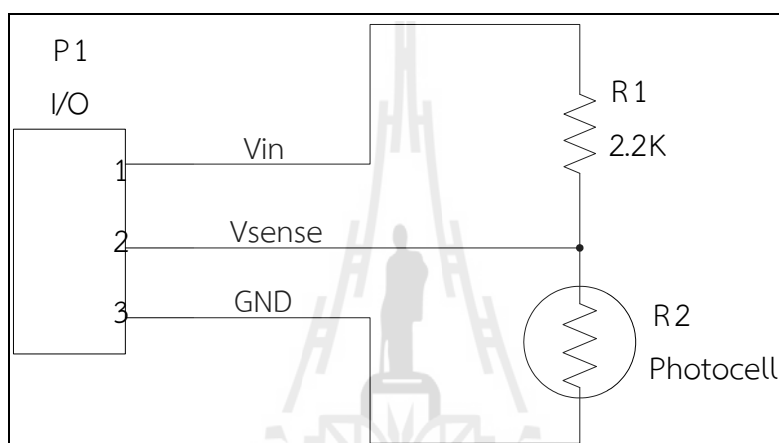 P1
I/O
1
Vin
2
Vsense
3
GND
R1
2.2K
R2
Photocell